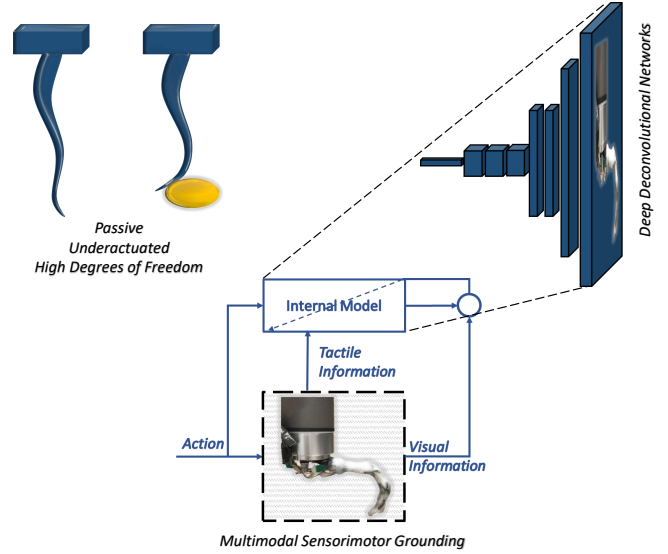 Passive
Underactuated
High Degrees of Freedom
Deep Deconvolutional Networks
Internal Model
Tactile
Information
Action
Visual
Information
Multimodal Sensorimotor Grounding